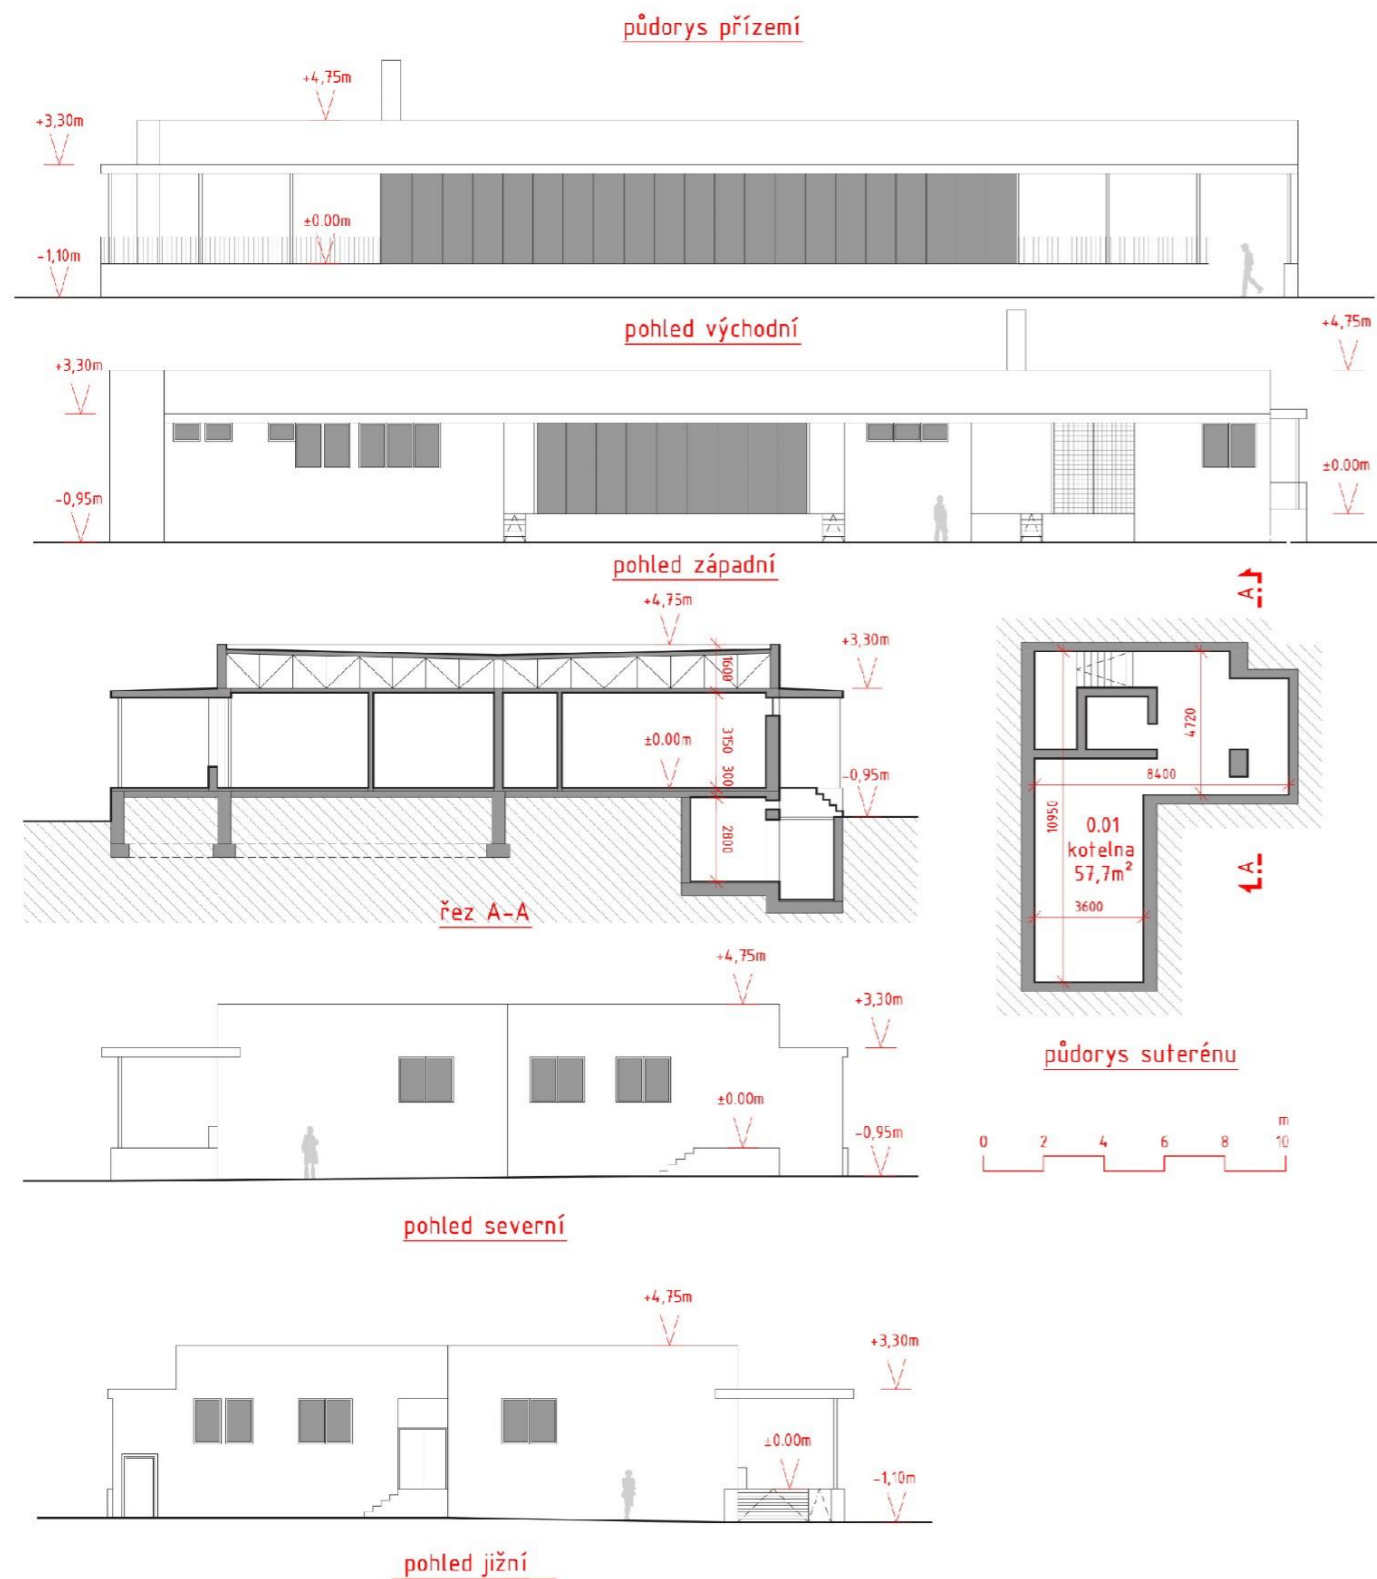 půdorys přízemí
+4,75m
+3,30m
±0.00m
-1,10m
pohled východní
+4,75m
+3,30m
±0.00m
-0,95m
pohled západní
+4,75m
+3,30m
1600
3150
±0.00m
300
-0,95m
2800
řez A-A
A
4720
8400
10950
0.01
kotelna
57,7m²
3600
A
půdorys suterénu
m
0 2 4 6 8 10
+4,75m
+3,30m
±0.00m
-0,95m
pohled severní
+4,75m
+3,30m
±0.00m
-1,10m
pohled jižní